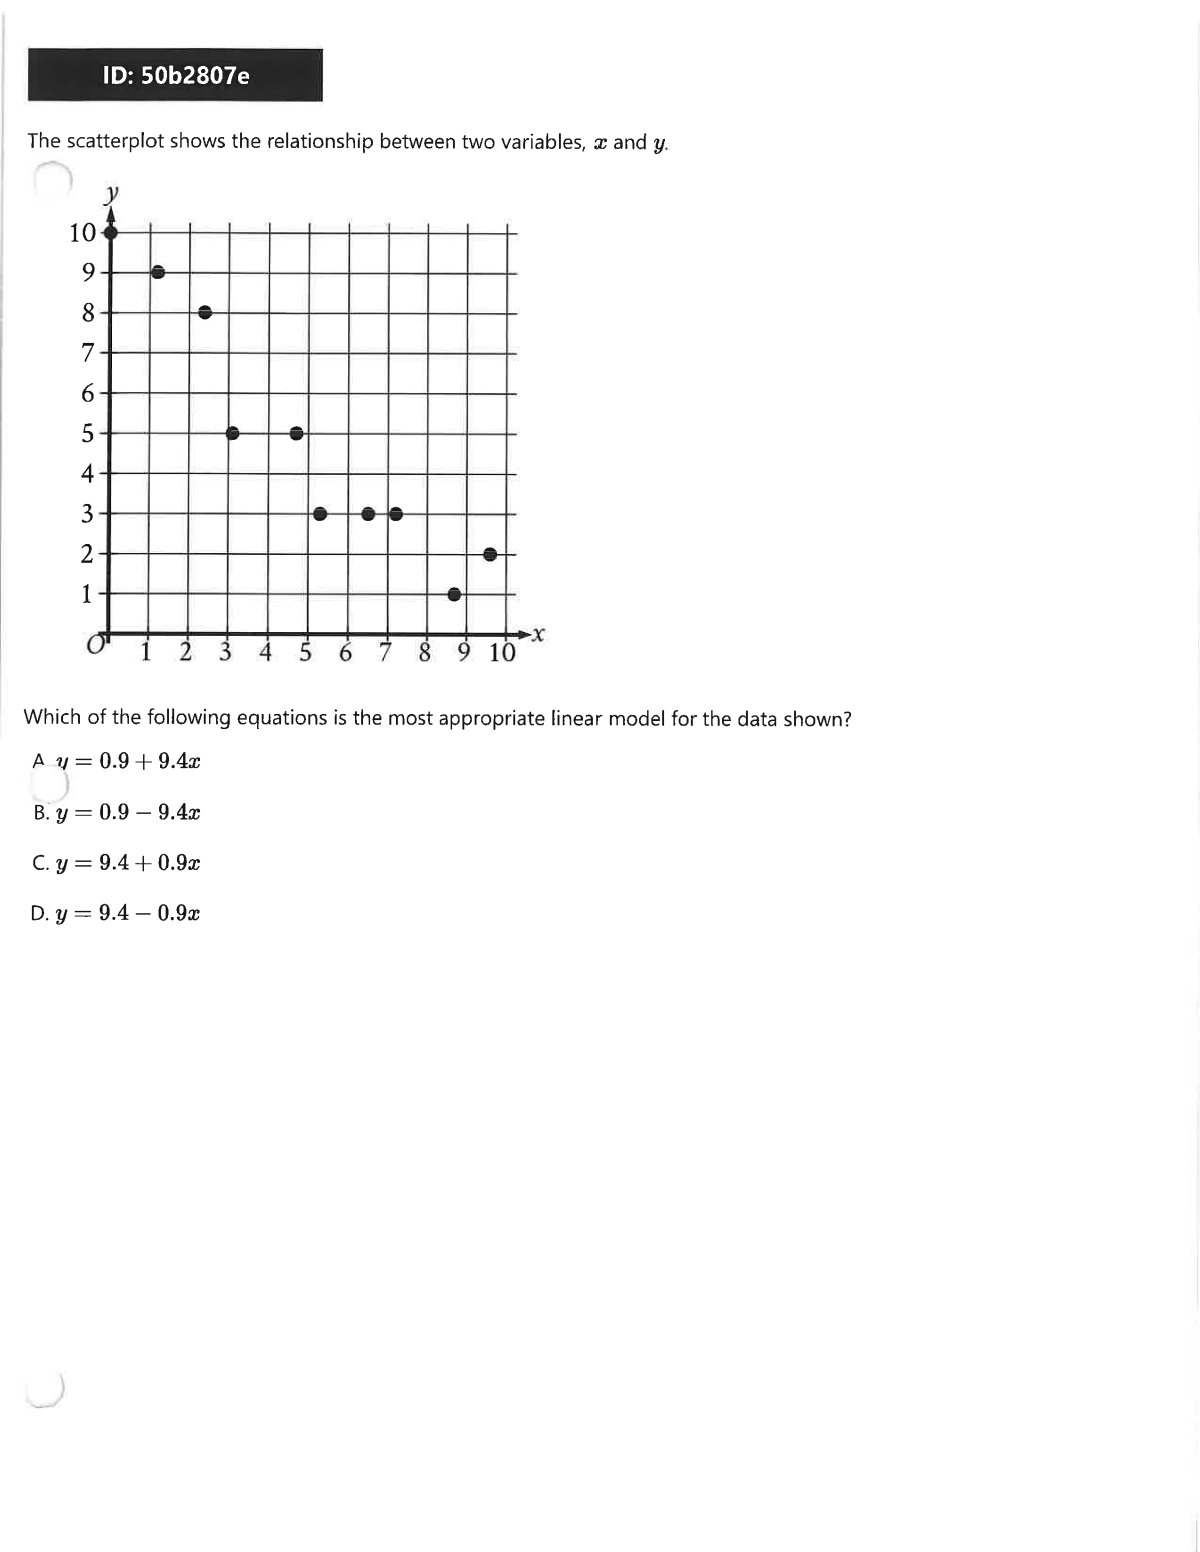 ID: 50b2807e
The scatterplot shows the relationship between two variables, x and y.
y
10
9
8
7
6
5
4
3
2
1
O 1 2 3 4 5 6 7 8 9 10 x
Which of the following equations is the most appropriate linear model for the data shown?
A y = 0.9 + 9.4x
B. y = 0.9 − 9.4x
C. y = 9.4 + 0.9x
D. y = 9.4 − 0.9x